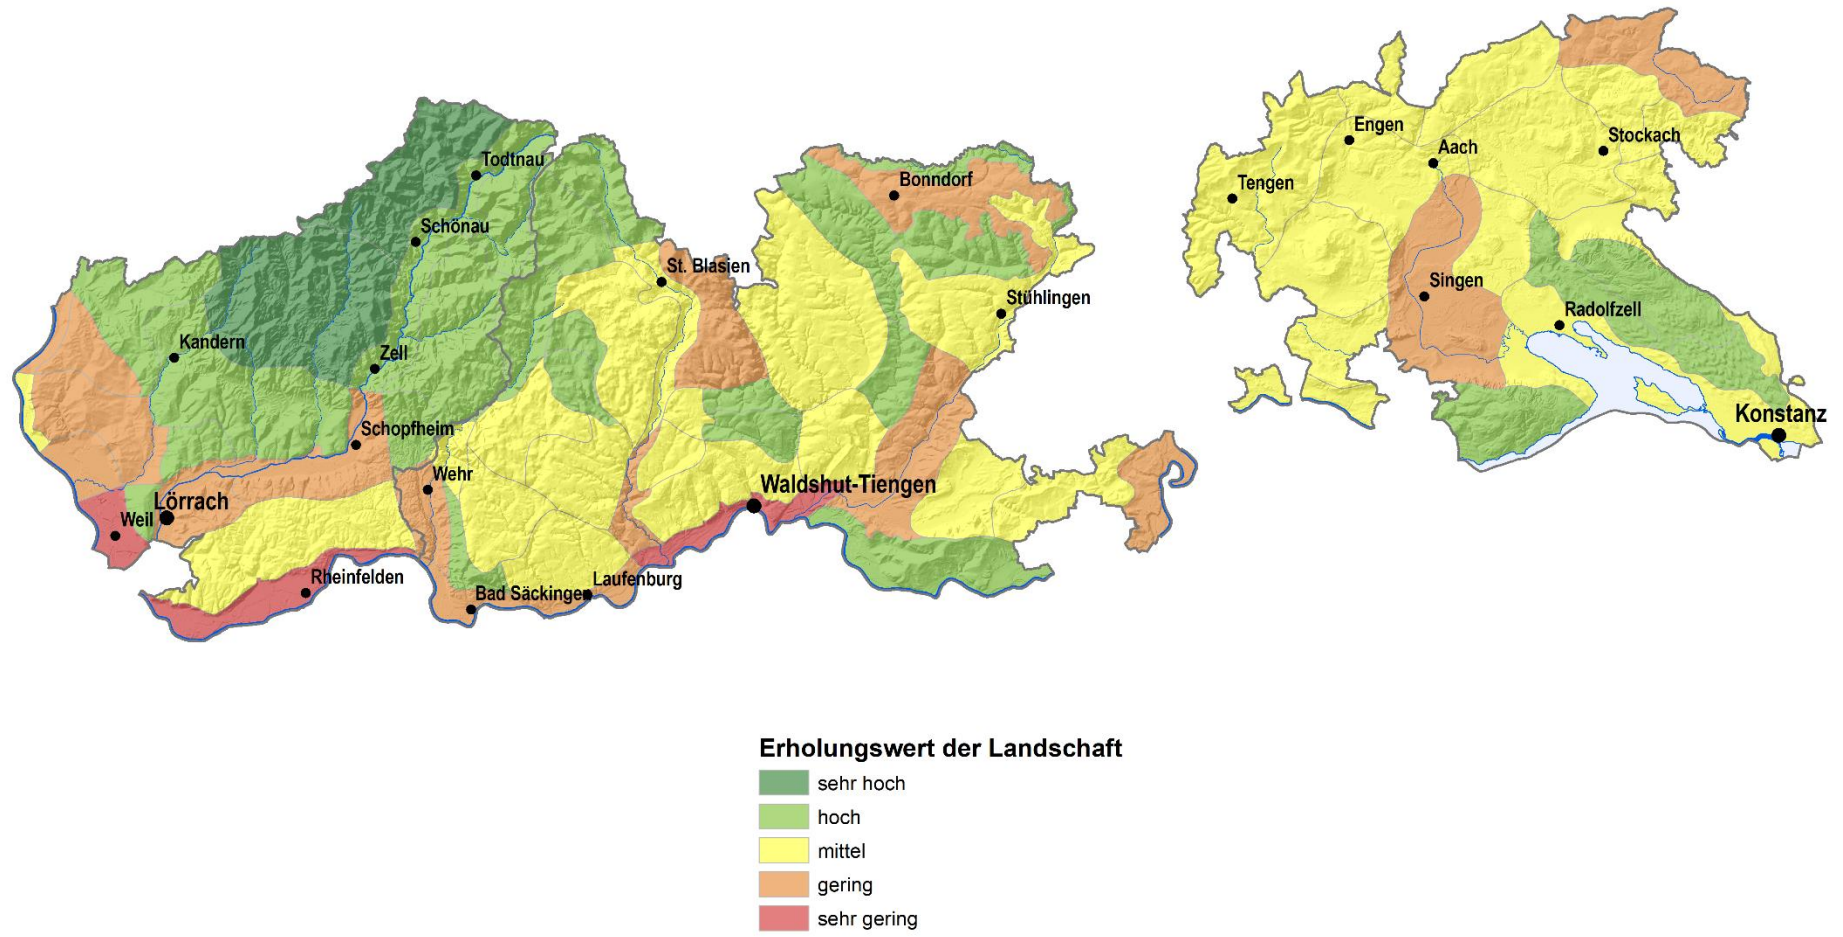 Engen
Stockach
Aach
Todtnau
Bonndorf
Tengen
Schönau
St. Blasien
Singen
Stühlingen
Radolfzell
Kandern
Zell
Konstanz
Schopfheim
Wehr
Waldshut-Tiengen
Lörrach
Weil
Rheinfelden
Laufenburg
Bad Säckingen
Erholungswert der Landschaft
sehr hoch
hoch
mittel
gering
sehr gering